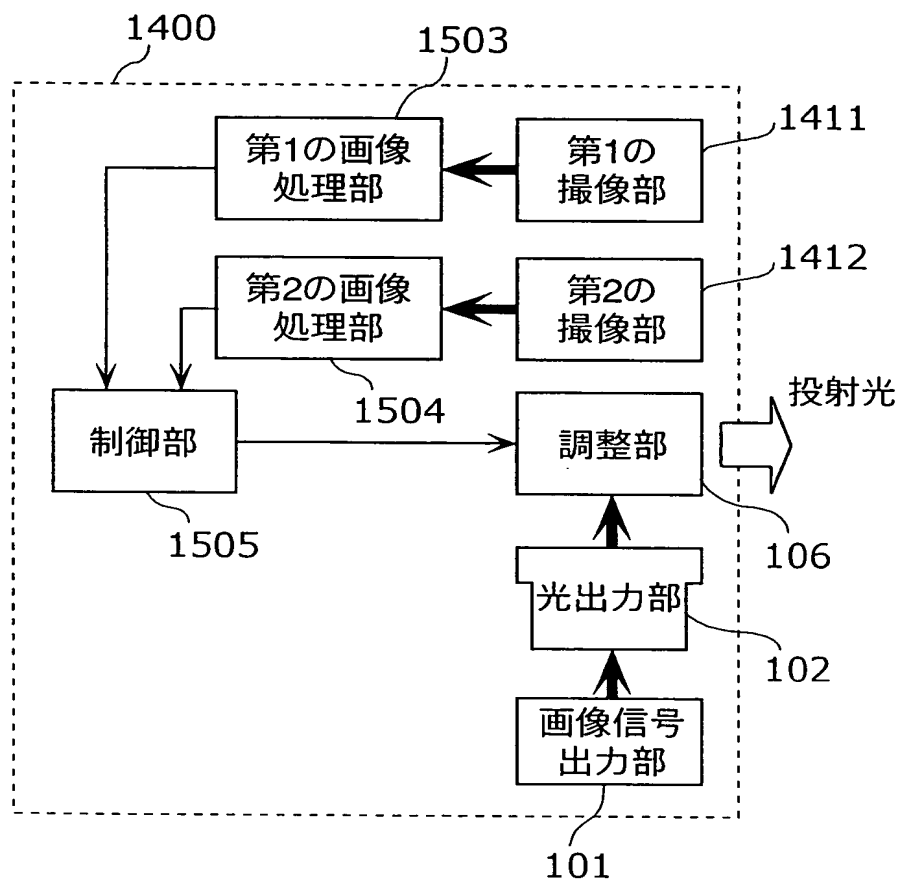 1400
1503
第1の画像
処理部
第1の
撮像部
1411
第2の画像
処理部
第2の
撮像部
1412
1504
制御部
1505
調整部
投射光
106
光出力部
102
画像信号
出力部
101